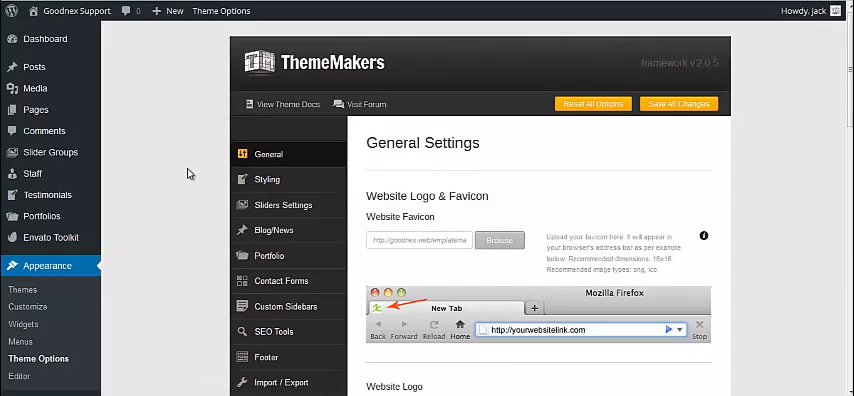 Goodnex Support
0
New
Theme Options
Howdy, jack
Dashboard
Posts
Media
Pages
Comments
Slider Groups
Staff
Testimonials
Portfolios
Envato Toolkit
Appearance
Themes
Customize
Widgets
Menus
Theme Options
Editor
TM ThemeMakers
framework v.2.0.5
View Theme Docs
Visit Forum
Reset All Options
Save All Changes
General
Styling
Sliders Settings
Blog/News
Portfolio
Contact Forms
Custom Sidebars
SEO Tools
Footer
Import / Export
General Settings
Website Logo & Favicon
Website Favicon
http://goodnex.webtemplatema
Browse
Upload your favicon here. It will appear in
your browser's address bar as per example
below. Recommended dimensions: 16x16.
Recommended image types: png, ico.
Mozilla Firefox
New Tab
Back
Forward
Reload
Home
http://yourwebsitelink.com
Stop
Website Logo